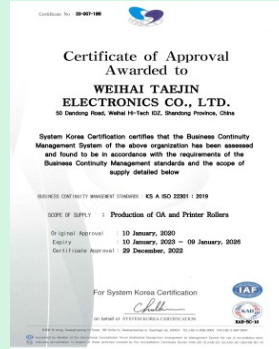 Certificate No
Certificate of Approval
Awarded to
WEIHAI TAEJIN
ELECTRONICS CO., LTD.
50 Dandong Road, Weihai Hi-Tech IDZ, Shandong Province, China
System Korea Certification certifies that the Business Continuity
Management System of the above organization has been assessed
and found to be in accordance with the requirements of the
Business Continuity Management standards and the scope of
supply detailed below
BUSINESS CONTINUITY MANAGEMENT STANDARDS : KS A ISO 22301 : 2019
SCOPE OF SUPPLY : Production of OA and Printer Rollers
Original Approval : 10 January, 2020
Expiry : 10 January, 2023 ~ 09 January, 2026
Certificate Approval : 29 December, 2022
For System Korea Certification
on behalf of SYSTEM KOREA CERTIFICATION
IAF
KAB
KAB-BC-10